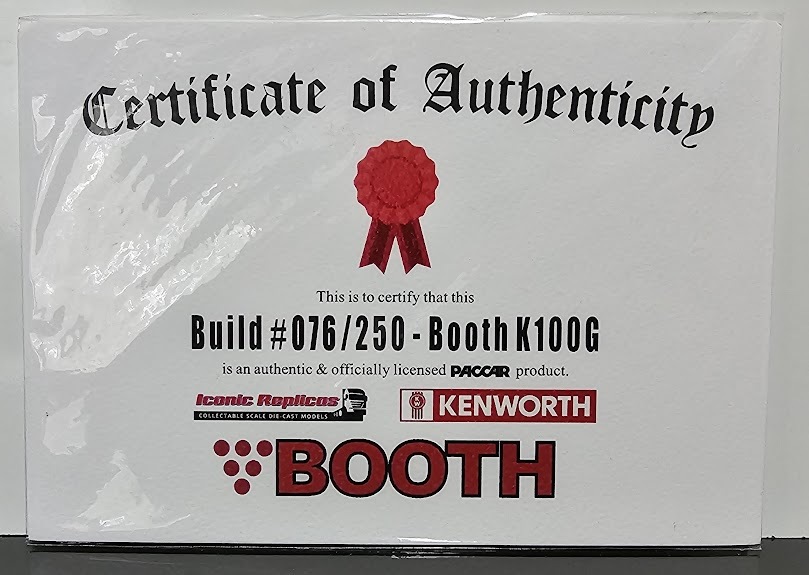 Certificate of Authenticity
This is to certify that this
Build #076/250 - Booth K100G
is an authentic & officially licensed PACCAR product.
Iconic Replicas
COLLECTABLE SCALE DIE-CAST MODELS
KW
KENWORTH
BOOTH